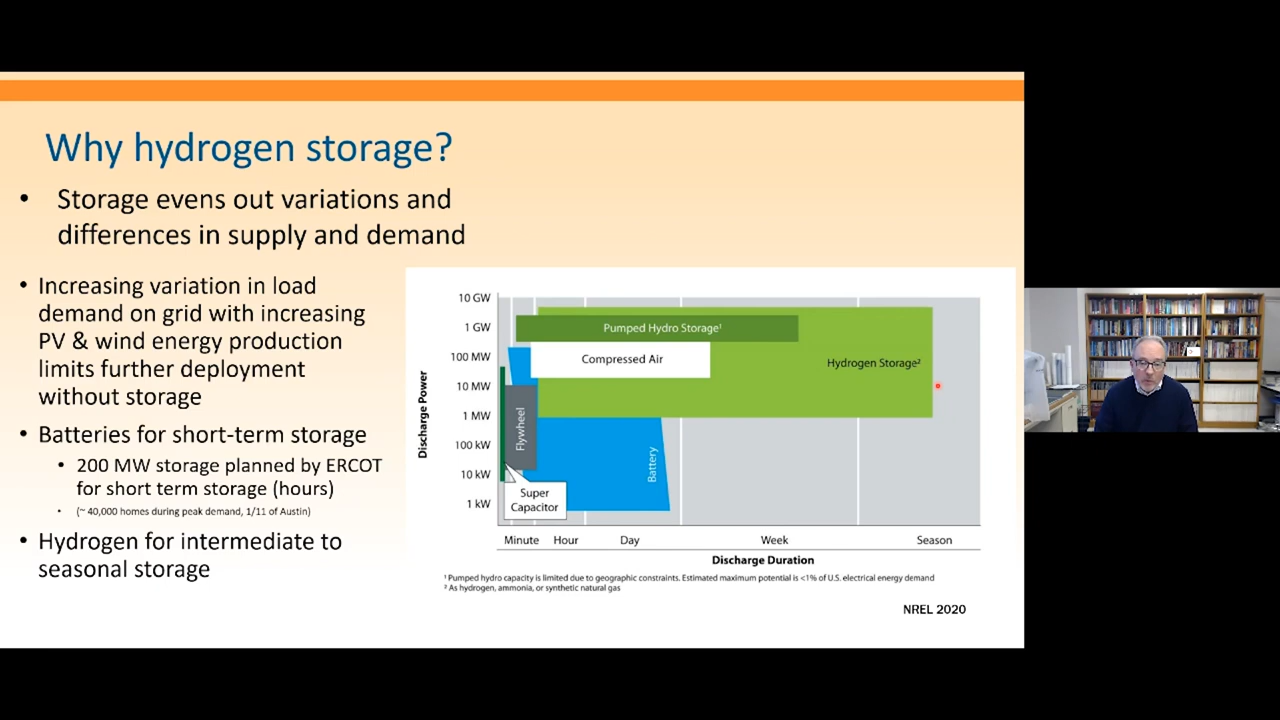 Why hydrogen storage?
• Storage evens out variations and
differences in supply and demand
• Increasing variation in load
demand on grid with increasing
PV & wind energy production
limits further deployment
without storage
• Batteries for short-term storage
• 200 MW storage planned by ERCOT
for short term storage (hours)
• (~ 40,000 homes during peak demand, 1/11 of Austin)
• Hydrogen for intermediate to
seasonal storage
Discharge Power
10 GW
1 GW
100 MW
10 MW
1 MW
100 kW
10 kW
1 kW
Pumped Hydro Storage¹
Compressed Air
Hydrogen Storage²
Flywheel
Battery
Super
Capacitor
Minute Hour Day Week Season
Discharge Duration
¹ Pumped hydro capacity is limited due to geographic constraints. Estimated maximum potential is <1% of U.S. electrical energy demand
² As hydrogen, ammonia, or synthetic natural gas
NREL 2020